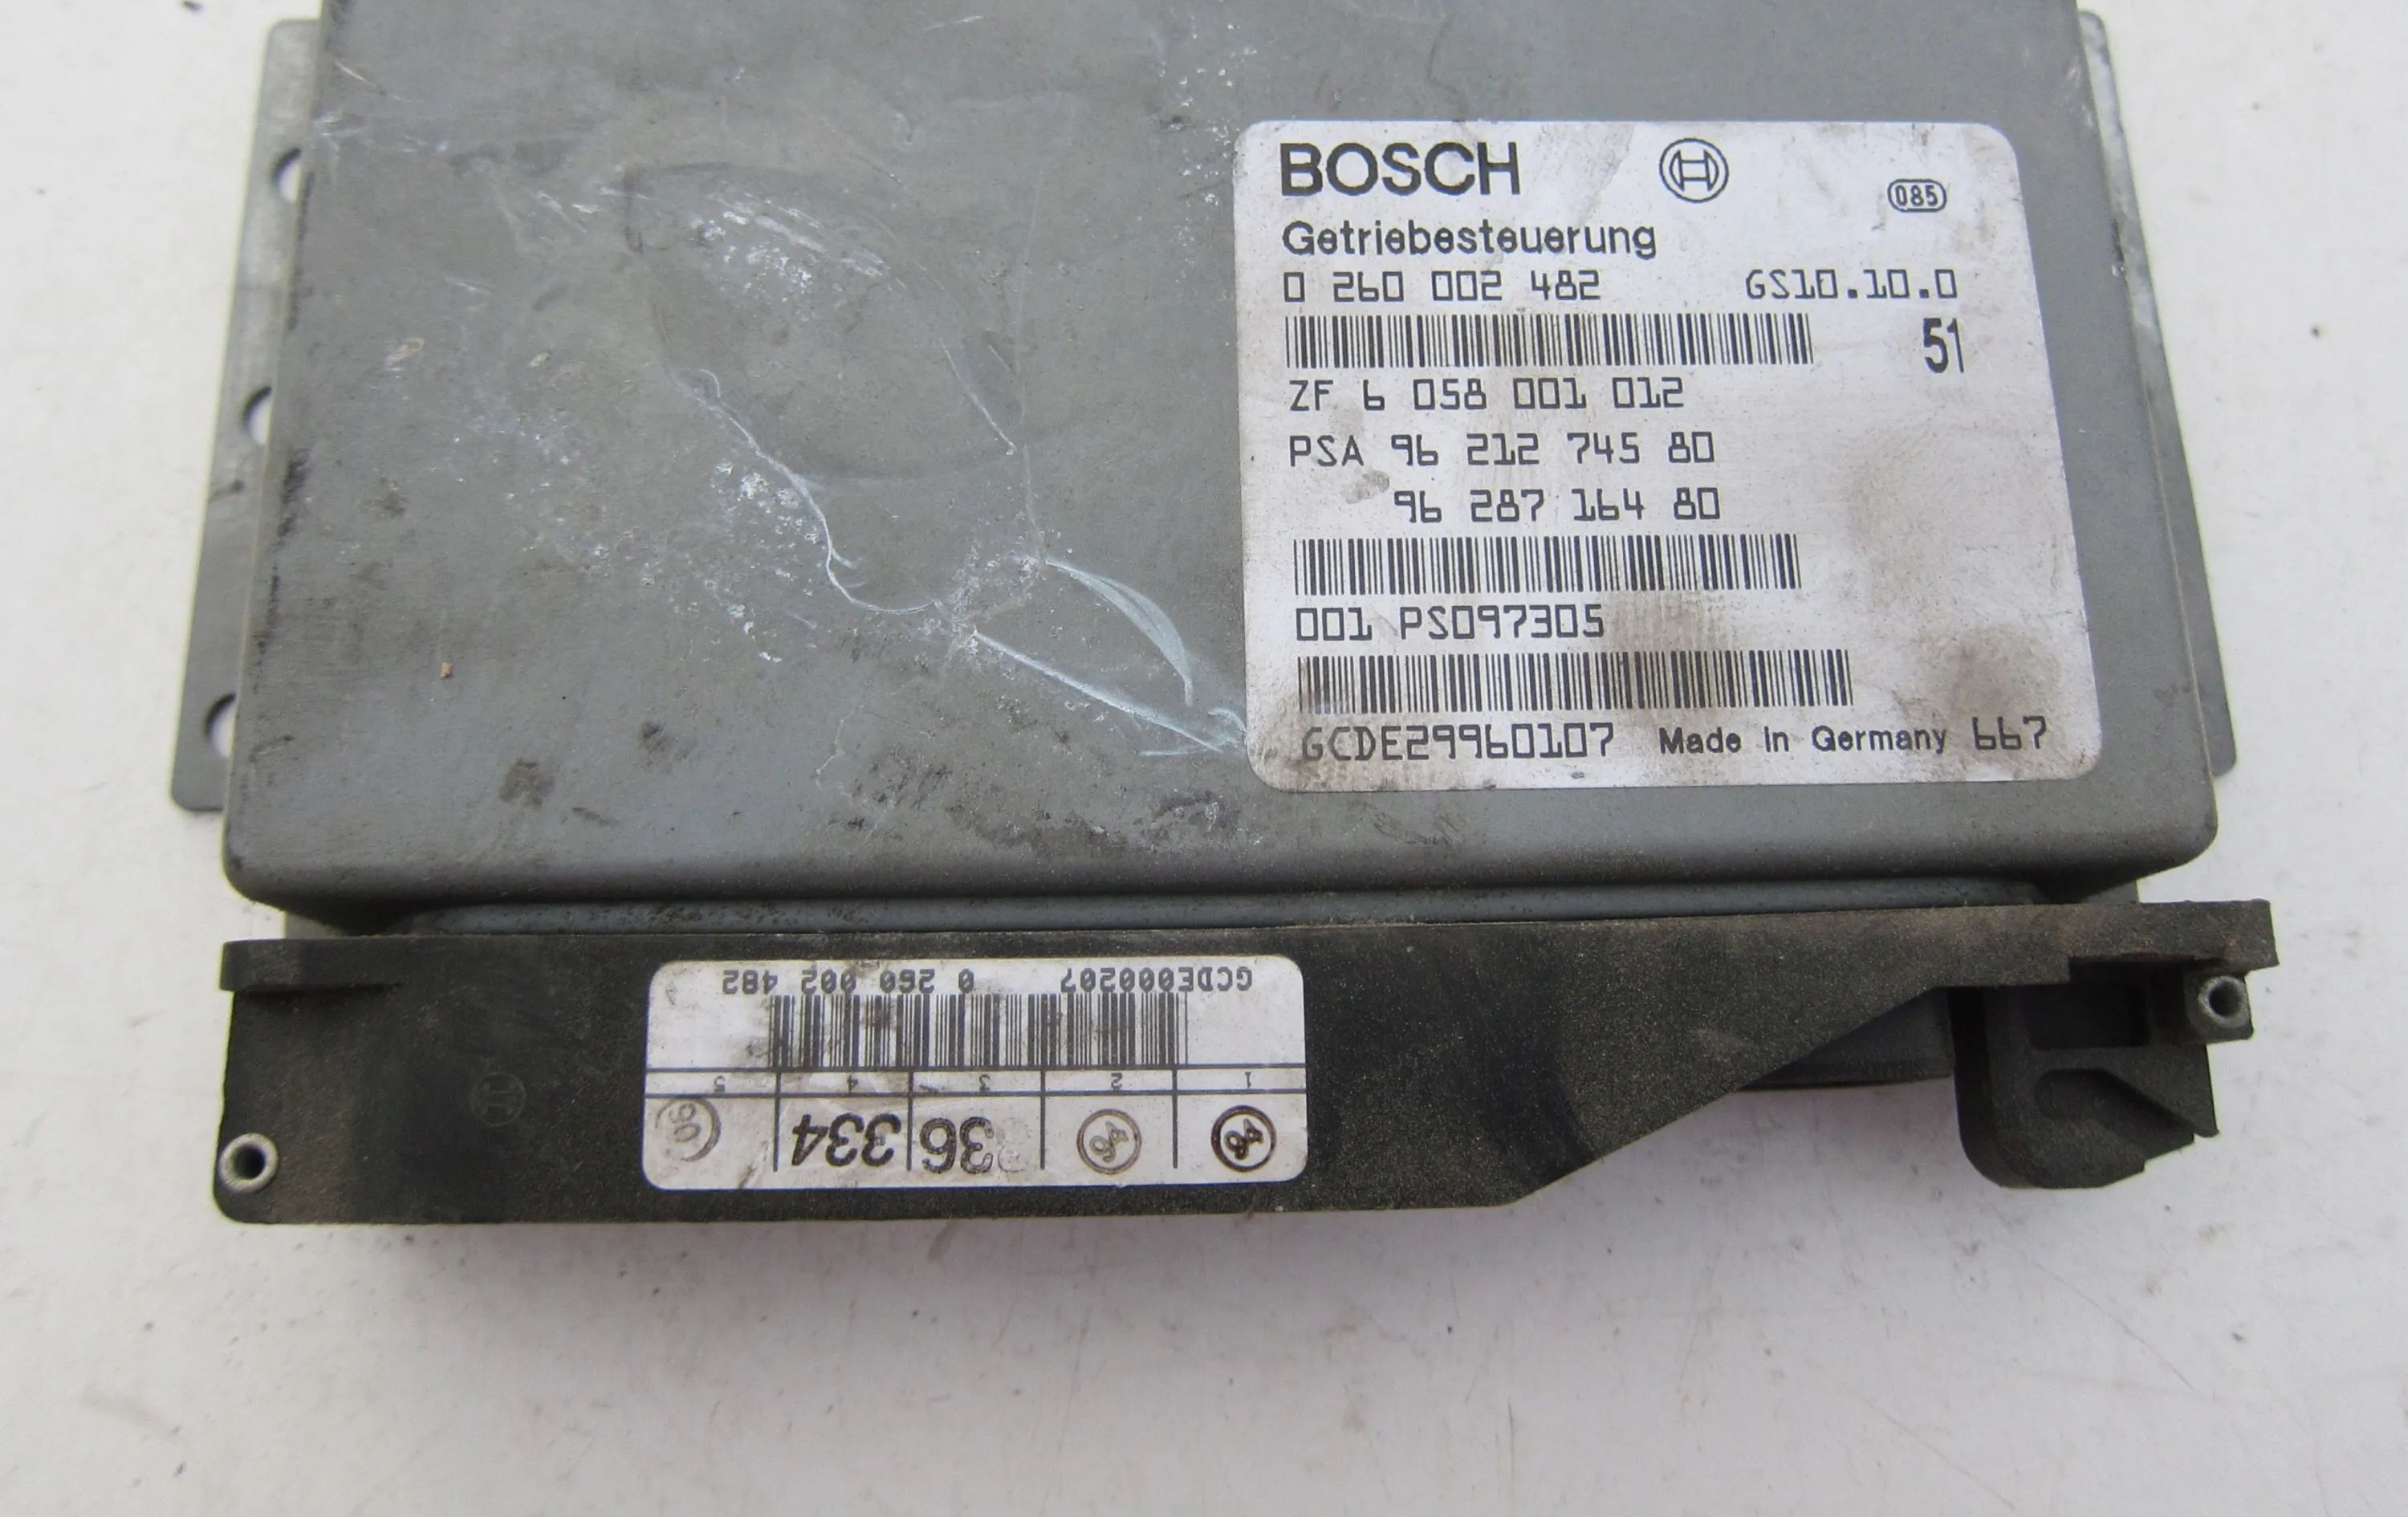 BOSCH
085
Getriebesteuerung
0 260 002 482 GS10.10.0
51
ZF 6 058 001 012
PSA 96 212 745 80
96 287 164 80
001 PS097305
GCDE29960107 Made in Germany 667
GCDE000207 0 260 002 482
1 2 3 4 5
36 334